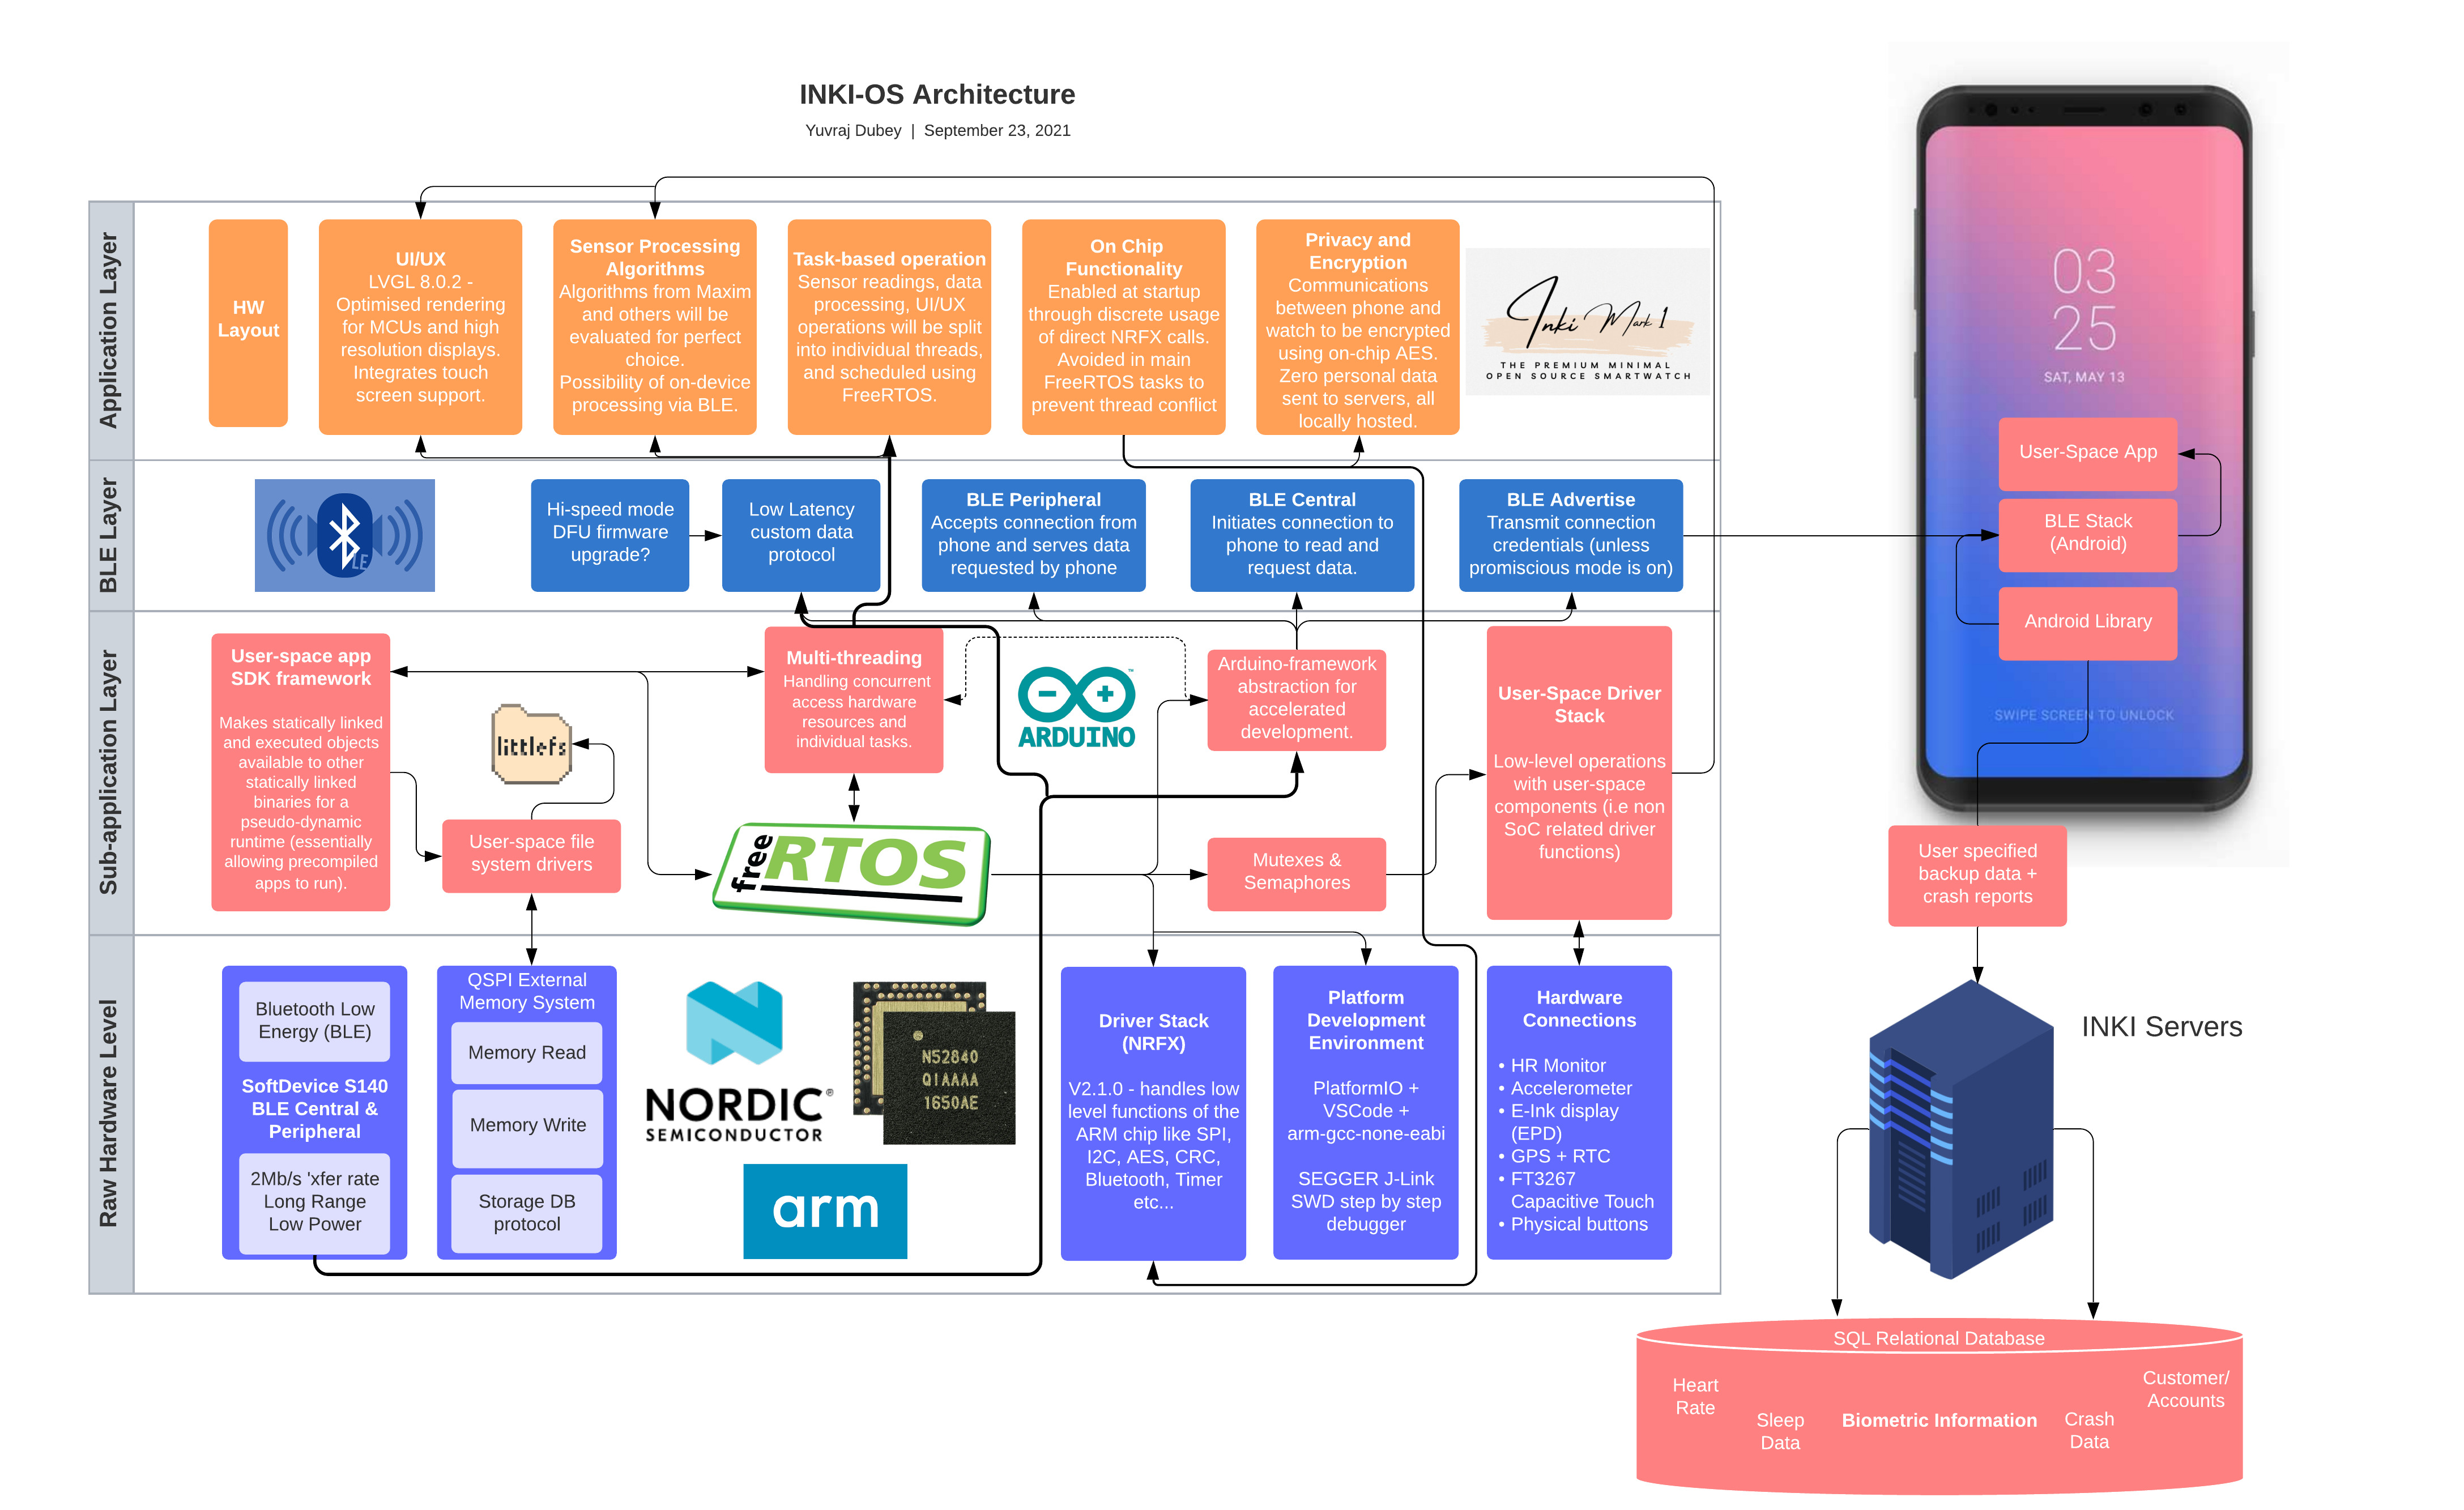 INKI-OS Architecture
Yuvraj Dubey | September 23, 2021
Application Layer
HW
Layout
UI/UX
LVGL 8.0.2 -
Optimised rendering
for MCUs and high
resolution displays.
Integrates touch
screen support.
Sensor Processing
Algorithms
Algorithms from Maxim
and others will be
evaluated for perfect
choice.
Possibility of on-device
processing via BLE.
Task-based operation
Sensor readings, data
processing, UI/UX
operations will be split
into individual threads,
and scheduled using
FreeRTOS.
On Chip
Functionality
Enabled at startup
through discrete usage
of direct NRFX calls.
Avoided in main
FreeRTOS tasks to
prevent thread conflict
Privacy and
Encryption
Communications
between phone and
watch to be encrypted
using on-chip AES.
Zero personal data
sent to servers, all
locally hosted.
Inki Mark 1
THE PREMIUM MINIMAL
OPEN SOURCE SMARTWATCH
BLE Layer
LE
Hi-speed mode
DFU firmware
upgrade?
Low Latency
custom data
protocol
BLE Peripheral
Accepts connection from
phone and serves data
requested by phone
BLE Central
Initiates connection to
phone to read and
request data.
BLE Advertise
Transmit connection
credentials (unless
promiscious mode is on)
Sub-application Layer
User-space app
SDK framework
Makes statically linked
and executed objects
available to other
statically linked
binaries for a
pseudo-dynamic
runtime (essentially
allowing precompiled
apps to run).
littlefs
User-space file
system drivers
Multi-threading
Handling concurrent
access hardware
resources and
individual tasks.
free RTOS
ARDUINO
™
Arduino-framework
abstraction for
accelerated
development.
Mutexes &
Semaphores
User-Space Driver
Stack
Low-level operations
with user-space
components (i.e non
SoC related driver
functions)
Raw Hardware Level
Bluetooth Low
Energy (BLE)
SoftDevice S140
BLE Central &
Peripheral
2Mb/s 'xfer rate
Long Range
Low Power
QSPI External
Memory System
Memory Read
Memory Write
Storage DB
protocol
NORDIC®
SEMICONDUCTOR
N52840
QIAAAA
1650AE
arm
Driver Stack
(NRFX)
V2.1.0 - handles low
level functions of the
ARM chip like SPI,
I2C, AES, CRC,
Bluetooth, Timer
etc...
Platform
Development
Environment
PlatformIO +
VSCode +
arm-gcc-none-eabi
SEGGER J-Link
SWD step by step
debugger
Hardware
Connections
• HR Monitor
• Accelerometer
• E-Ink display
(EPD)
• GPS + RTC
• FT3267
Capacitive Touch
• Physical buttons
03
25
SAT, MAY 13
User-Space App
BLE Stack
(Android)
Android Library
SWIPE SCREEN TO UNLOCK
User specified
backup data +
crash reports
INKI Servers
SQL Relational Database
Heart
Rate
Sleep
Data
Biometric Information
Crash
Data
Customer/
Accounts